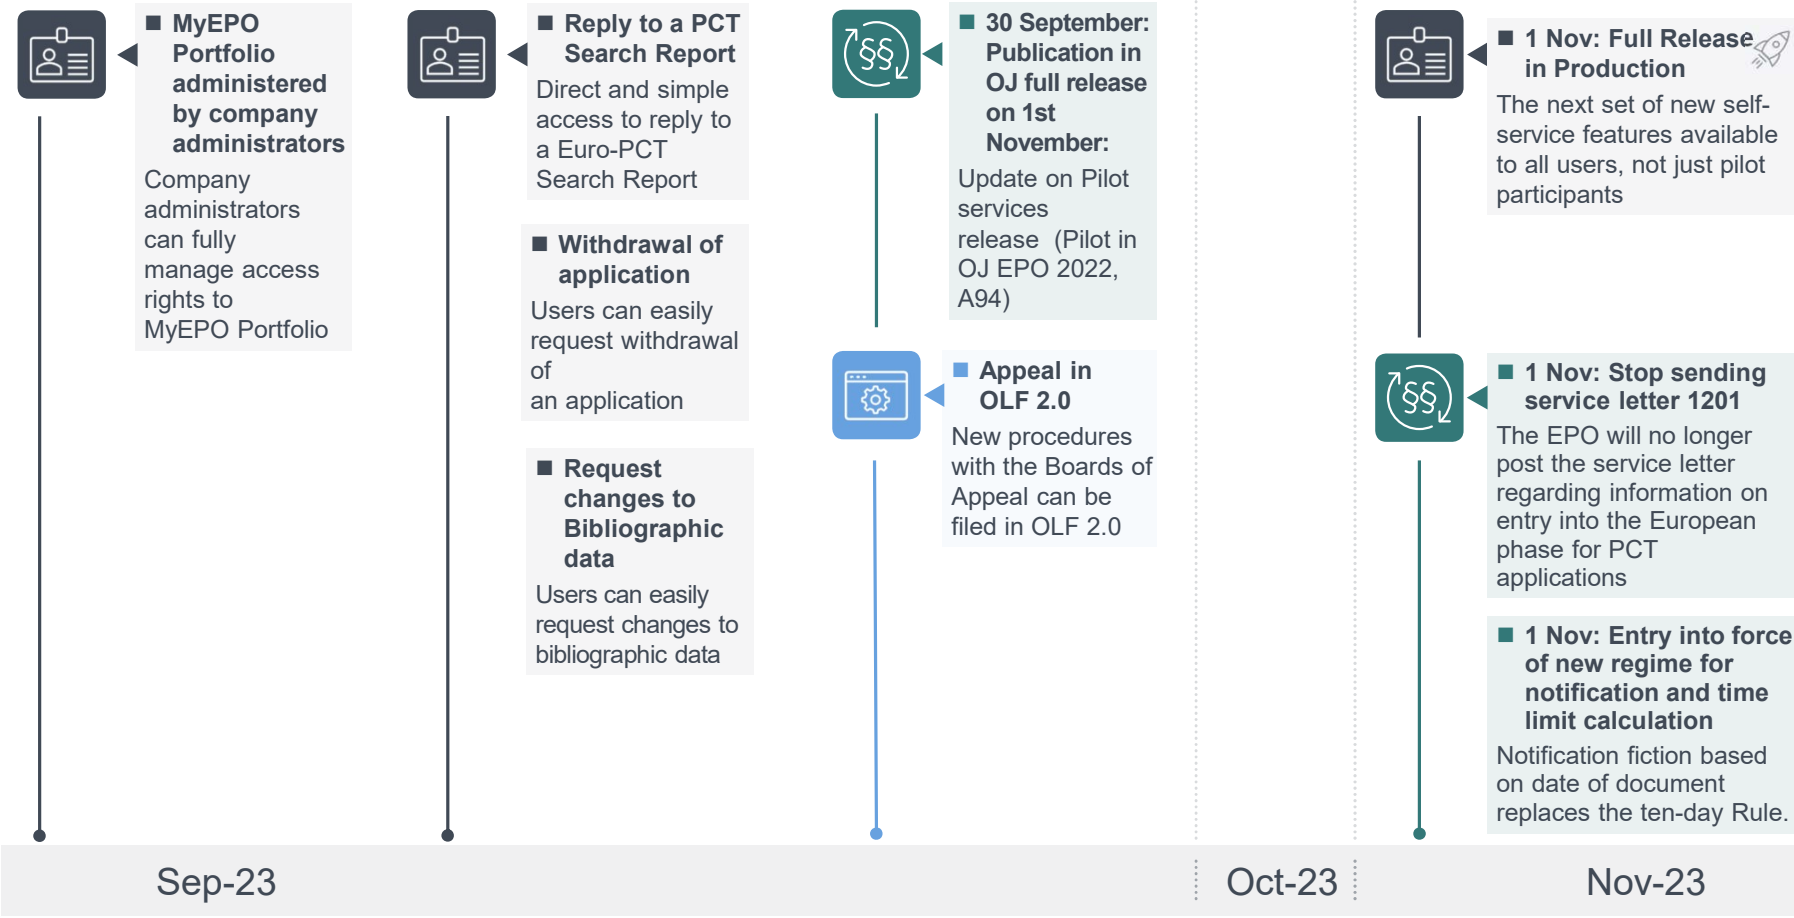 MyEPO
Portfolio
administered
by company
administrators
Company
administrators
can fully
manage access
rights to
MyEPO Portfolio
Reply to a PCT
Search Report
Direct and simple
access to reply to
a Euro-PCT
Search Report
Withdrawal of
application
Users can easily
request withdrawal
of
an application
Request
changes to
Bibliographic
data
Users can easily
request changes to
bibliographic data
§§
30 September:
Publication in
OJ full release
on 1st
November:
Update on Pilot
services
release (Pilot in
OJ EPO 2022,
A94)
Appeal in
OLF 2.0
New procedures
with the Boards of
Appeal can be
filed in OLF 2.0
1 Nov: Full Release
in Production
The next set of new self-
service features available
to all users, not just pilot
participants
§§
1 Nov: Stop sending
service letter 1201
The EPO will no longer
post the service letter
regarding information on
entry into the European
phase for PCT
applications
1 Nov: Entry into force
of new regime for
notification and time
limit calculation
Notification fiction based
on date of document
replaces the ten-day Rule.
Sep-23
Oct-23
Nov-23